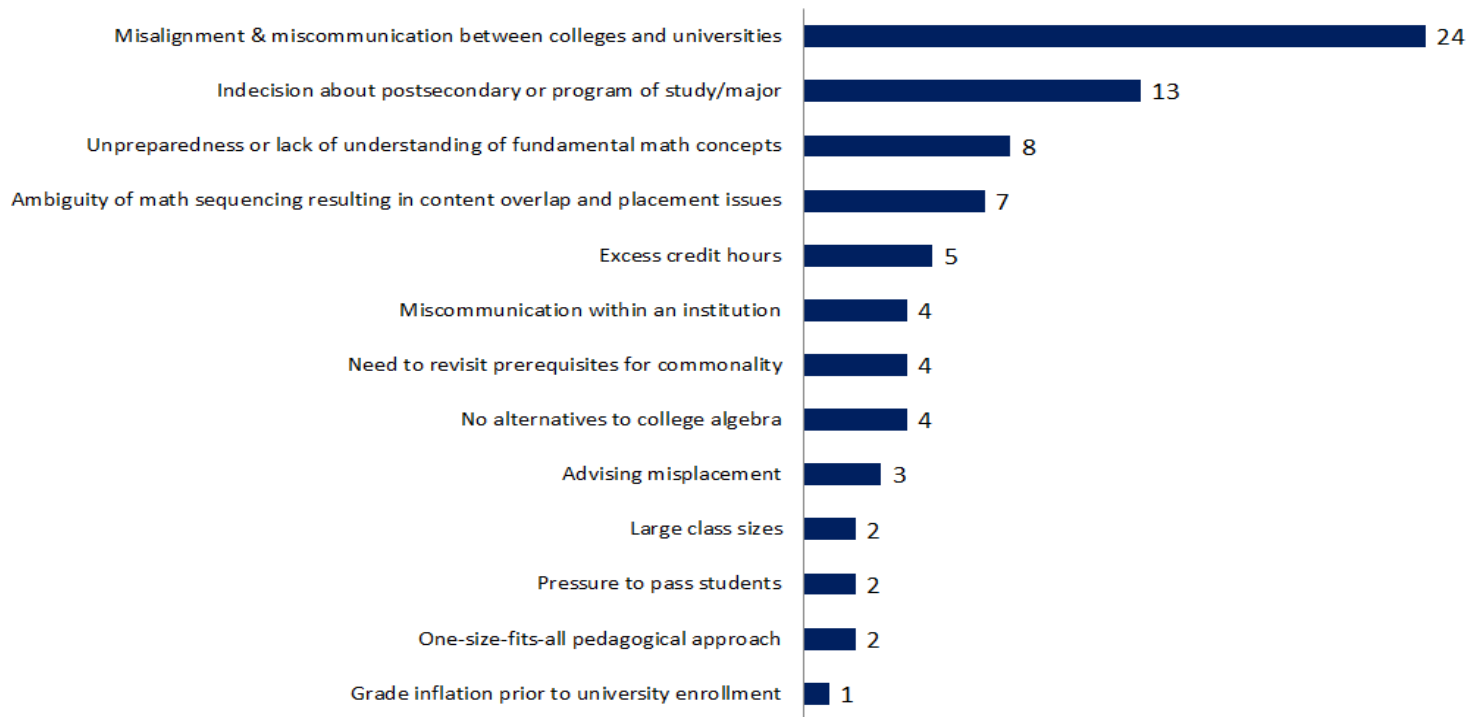 Misalignment & miscommunication between colleges and universities 24
Indecision about postsecondary or program of study/major 13
Unpreparedness or lack of understanding of fundamental math concepts 8
Ambiguity of math sequencing resulting in content overlap and placement issues 7
Excess credit hours 5
Miscommunication within an institution 4
Need to revisit prerequisites for commonality 4
No alternatives to college algebra 4
Advising misplacement 3
Large class sizes 2
Pressure to pass students 2
One-size-fits-all pedagogical approach 2
Grade inflation prior to university enrollment 1